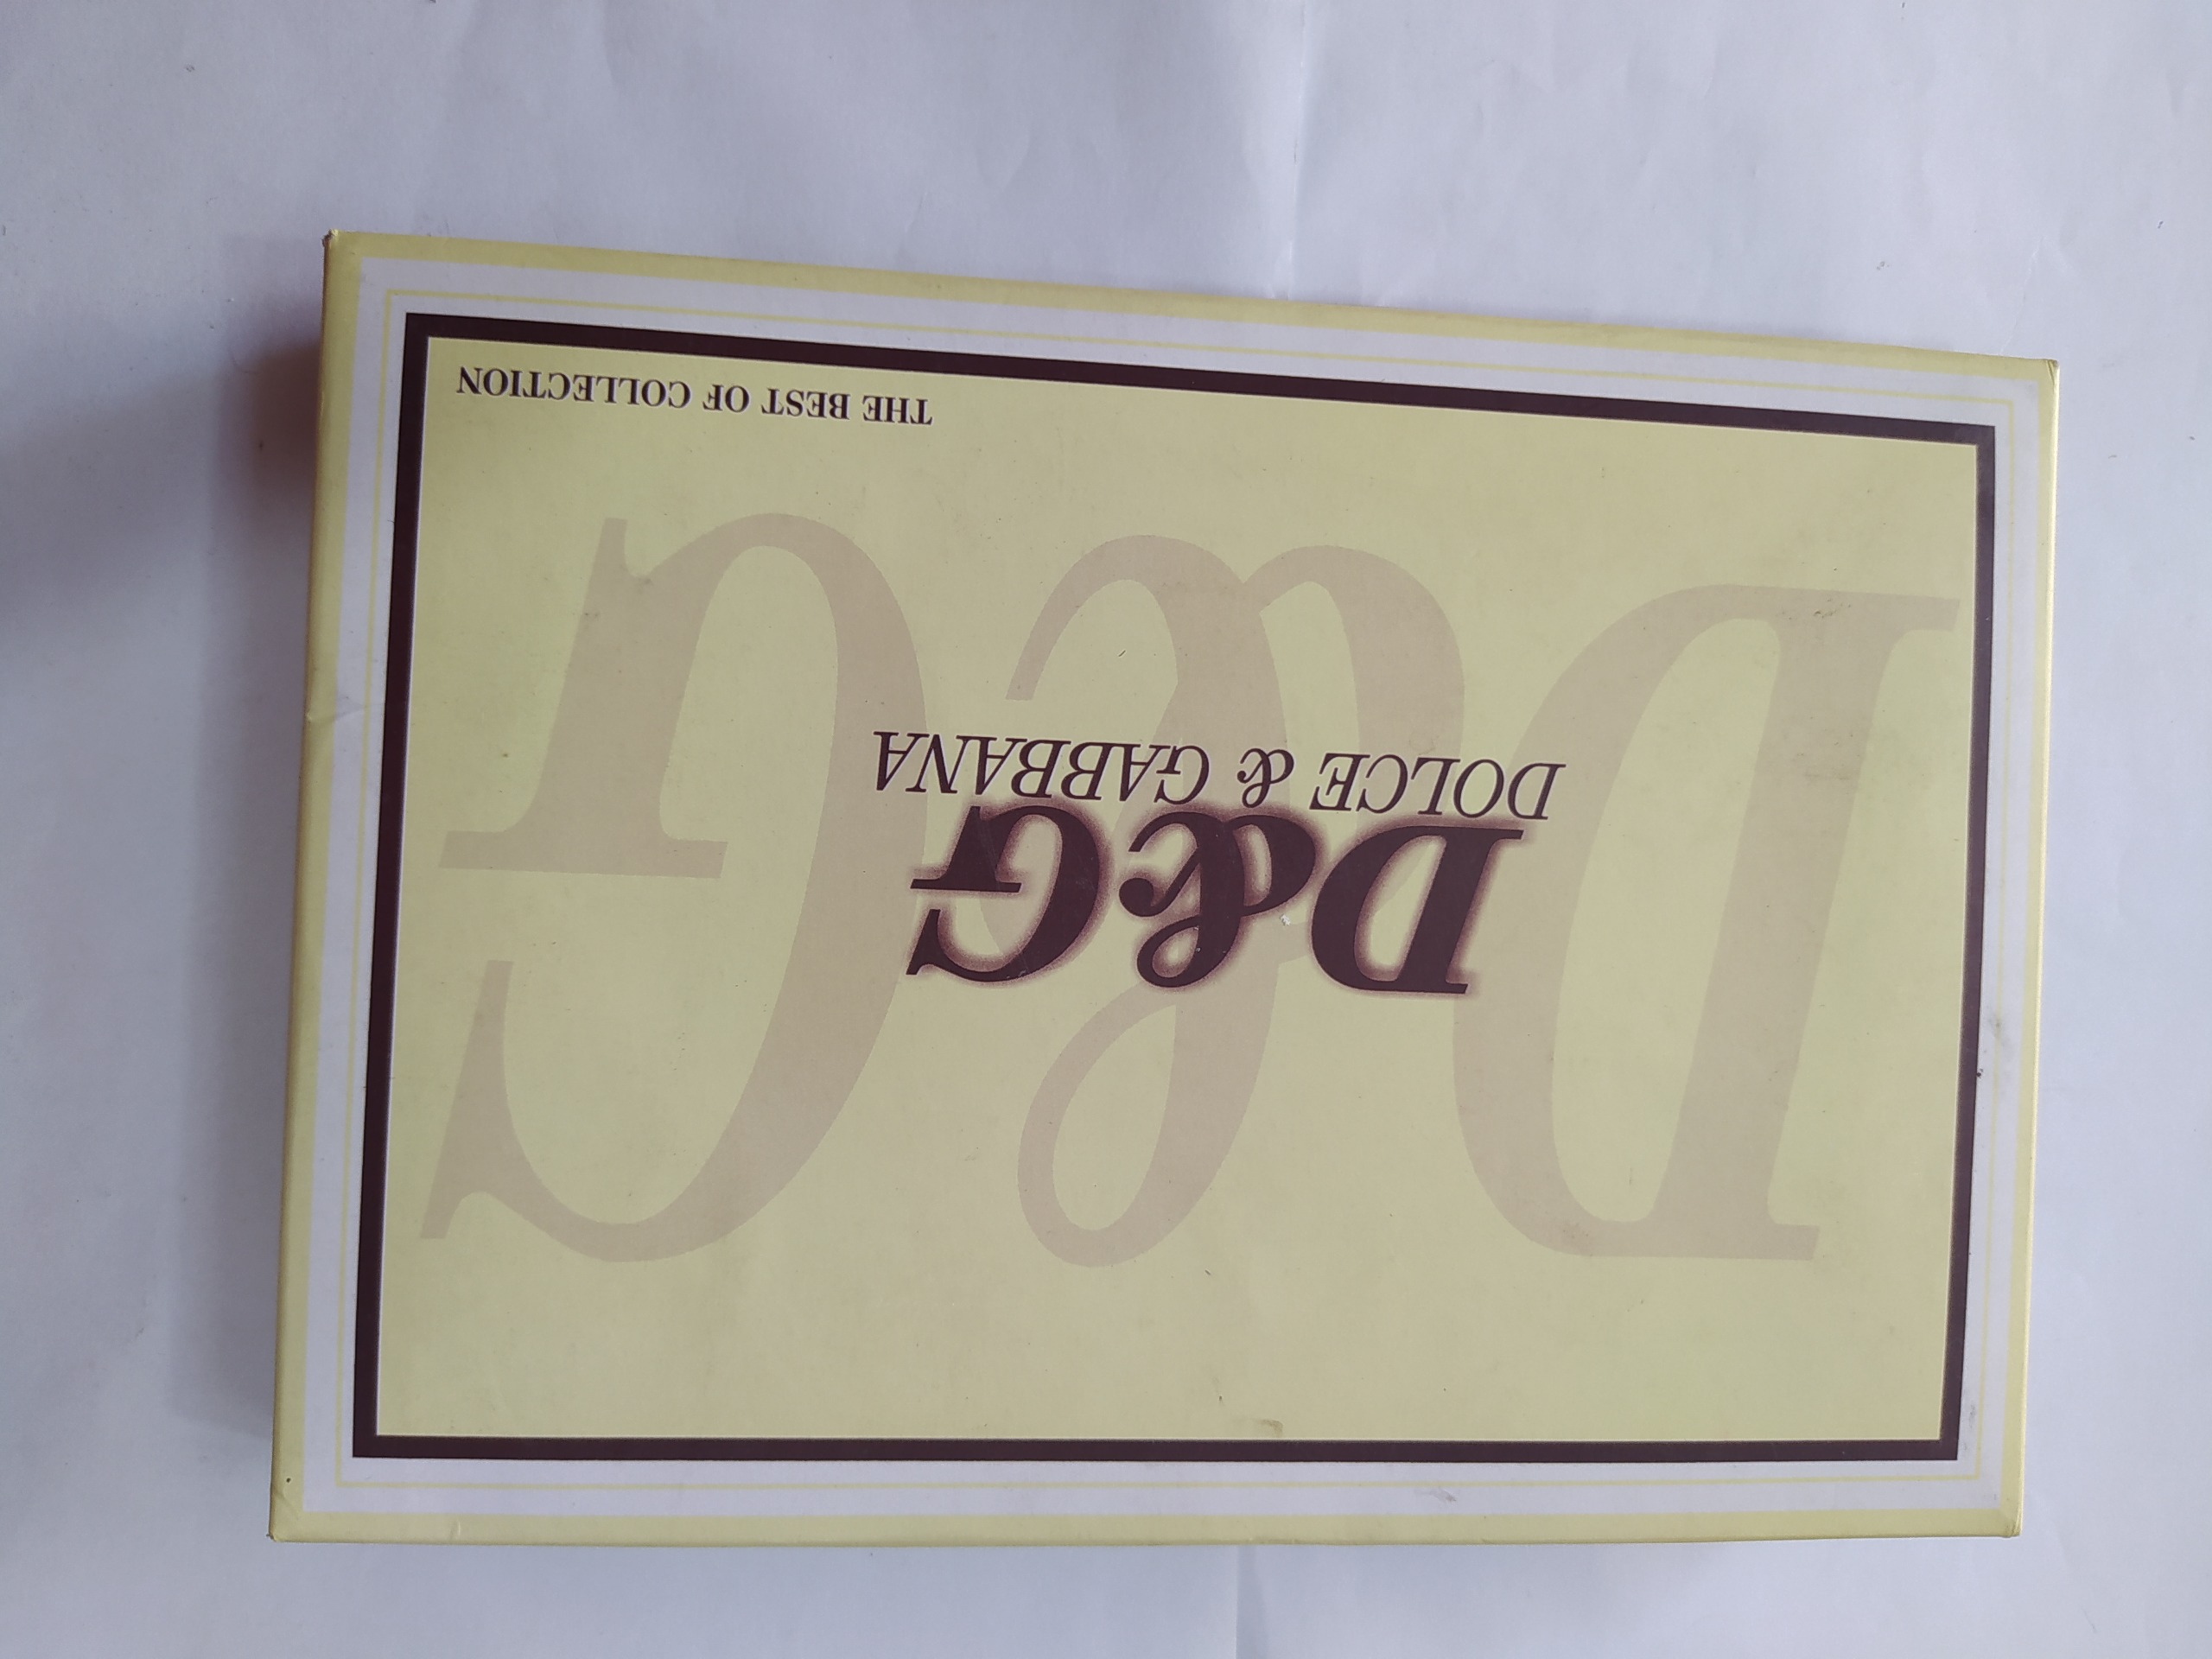 D&G
D&G
DOLCE & GABBANA
THE BEST OF COLLECTION